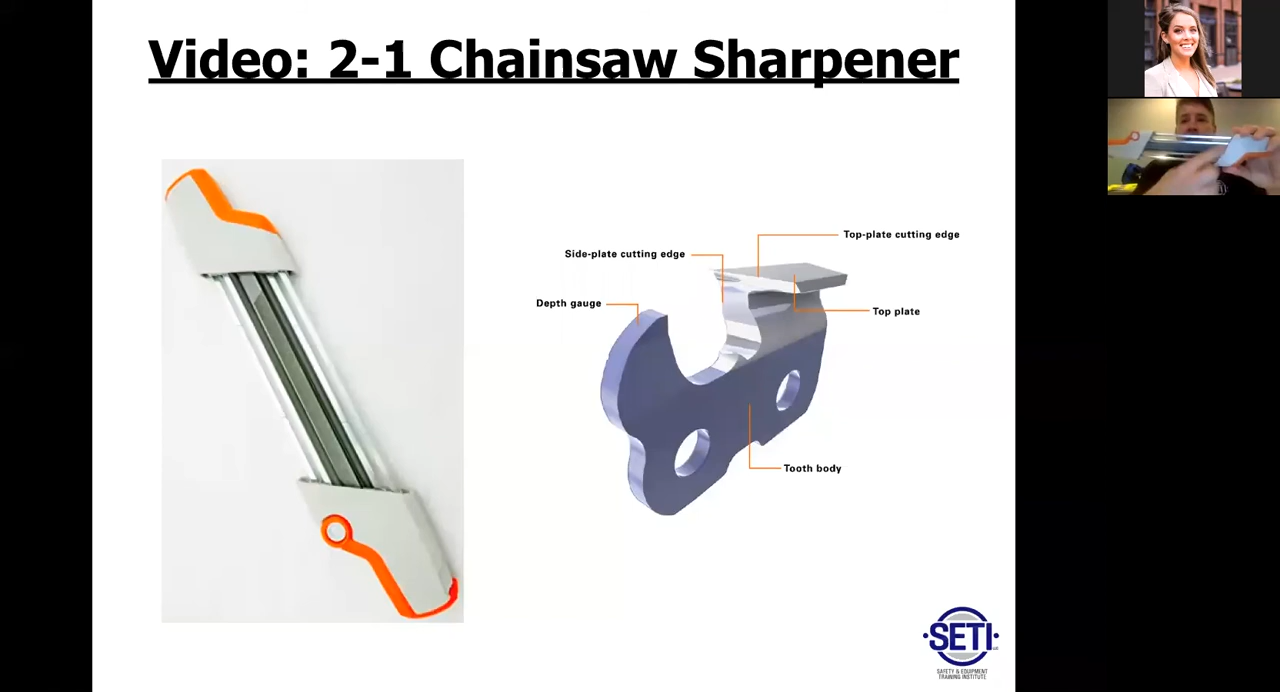 Video: 2-1 Chainsaw Sharpener
Top-plate cutting edge
Side-plate cutting edge
Depth gauge
Top plate
Tooth body
SETI
SAFETY & EQUIPMENT
TRAINING INSTITUTE